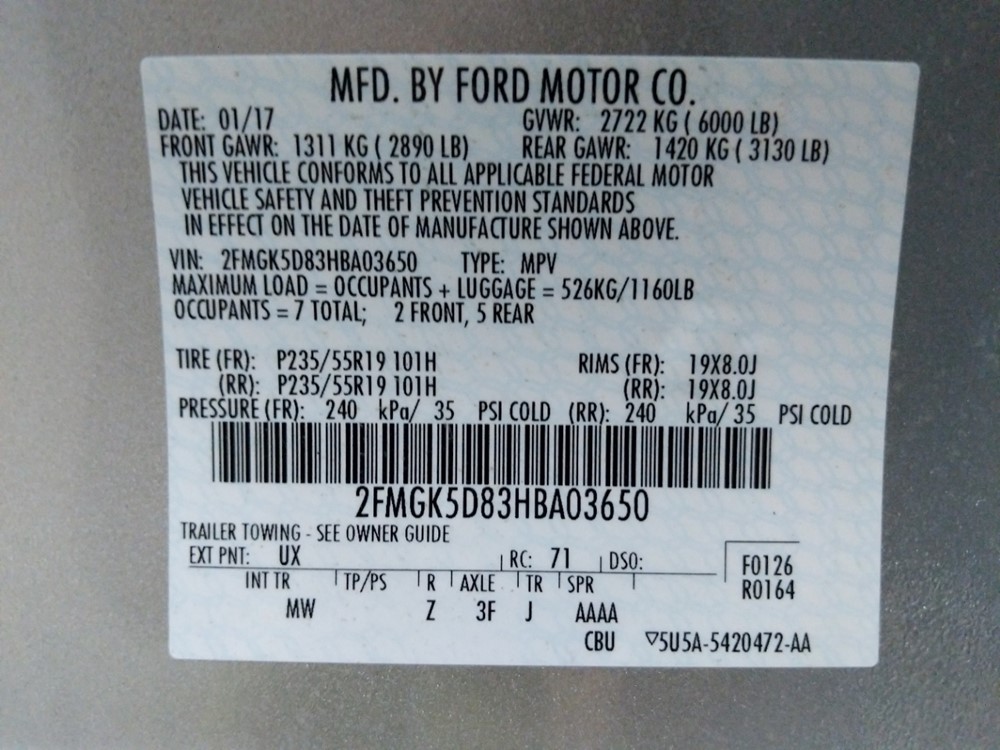 MFD. BY FORD MOTOR CO.
DATE: 01/17 GVWR: 2722 KG ( 6000 LB)
FRONT GAWR: 1311 KG ( 2890 LB) REAR GAWR: 1420 KG ( 3130 LB)
THIS VEHICLE CONFORMS TO ALL APPLICABLE FEDERAL MOTOR
VEHICLE SAFETY AND THEFT PREVENTION STANDARDS
IN EFFECT ON THE DATE OF MANUFACTURE SHOWN ABOVE.
VIN: 2FMGK5D83HBA03650 TYPE: MPV
MAXIMUM LOAD = OCCUPANTS + LUGGAGE = 526KG/1160LB
OCCUPANTS = 7 TOTAL; 2 FRONT, 5 REAR
TIRE (FR): P235/55R19 101H RIMS (FR): 19X8.0J
(RR): P235/55R19 101H (RR): 19X8.0J
PRESSURE (FR): 240 kPa/ 35 PSI COLD (RR): 240 kPa/ 35 PSI COLD
2FMGK5D83HBA03650
TRAILER TOWING - SEE OWNER GUIDE
EXT PNT: UX RC: 71 DSO: F0126
INT TR TP/PS R AXLE TR SPR R0164
MW Z 3F J AAAA
CBU ▽5U5A-5420472-AA